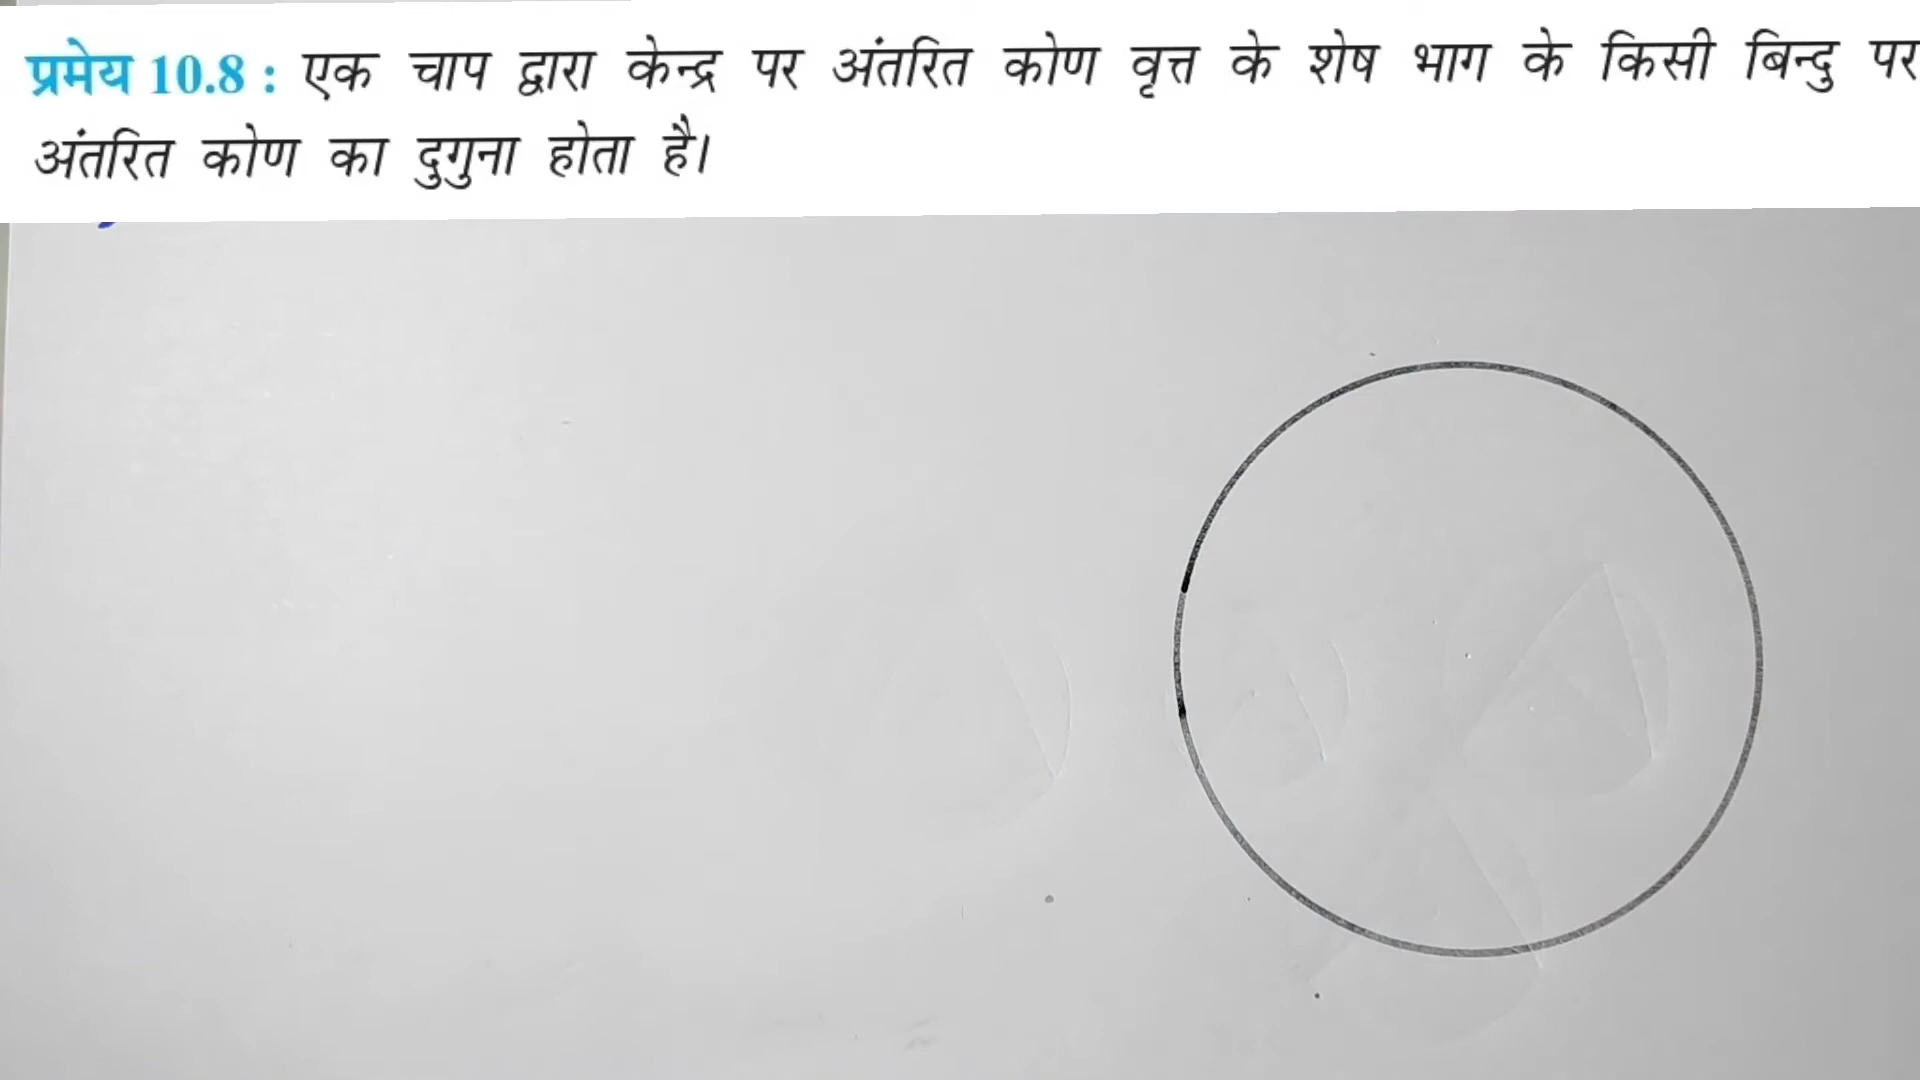 प्रमेय 10.8 : एक चाप द्वारा केन्द्र पर अंतरित कोण वृत्त के शेष भाग के किसी बिन्दु पर
अंतरित कोण का दुगुना होता है।